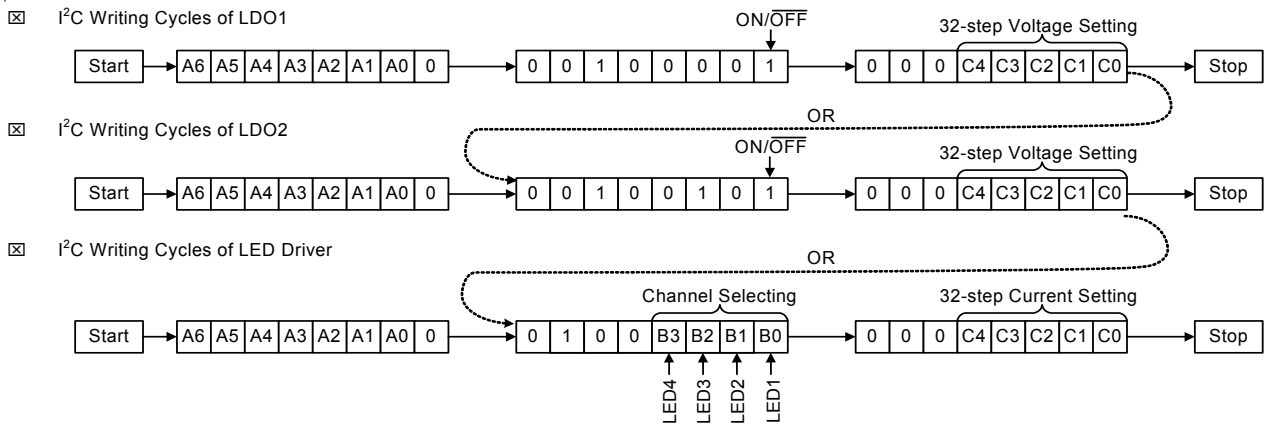 ☒ I²C Writing Cycles of LDO1
ON/OFF
32-step Voltage Setting
Start A6 A5 A4 A3 A2 A1 A0 0 0 0 1 0 0 0 0 1 0 0 0 C4 C3 C2 C1 C0 Stop
OR
☒ I²C Writing Cycles of LDO2
ON/OFF
32-step Voltage Setting
Start A6 A5 A4 A3 A2 A1 A0 0 0 0 1 0 0 1 0 1 0 0 0 C4 C3 C2 C1 C0 Stop
OR
☒ I²C Writing Cycles of LED Driver
Channel Selecting
32-step Current Setting
Start A6 A5 A4 A3 A2 A1 A0 0 0 1 0 0 B3 B2 B1 B0 0 0 0 C4 C3 C2 C1 C0 Stop
LED4
LED3
LED2
LED1